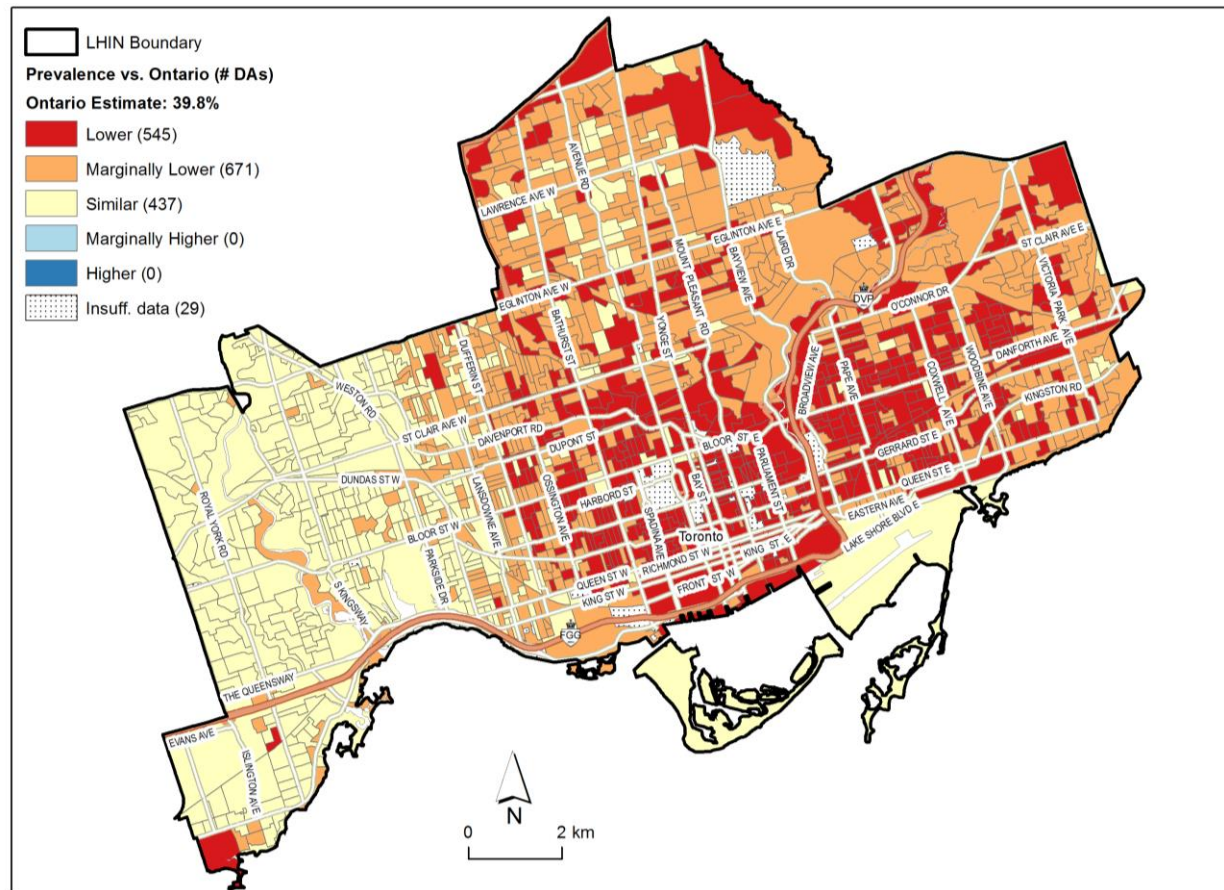 LHIN Boundary
Prevalence vs. Ontario (# DAs)
Ontario Estimate: 39.8%
Lower (545)
Marginally Lower (671)
Similar (437)
Marginally Higher (0)
Higher (0)
Insuff. data (29)
AVENUE RD
LAWRENCE AVE W
EGLINTON AVE E
LAIRD DR
BAYVIEW AVE
MOUNT PLEASANT RD
ST CLAIR AVE E
VICTORIA PARK AVE
EGLINTON AVE W
BATHURST ST
YONGE ST
DVP
O'CONNOR DR
DUFFERIN ST
DANFORTH AVE
WOODBINE AVE
COXWELL AVE
PAPE AVE
BROADVIEW AVE
KINGSTON RD
WESTON RD
ST CLAIR AVE W
DAVENPORT RD
DUPONT ST
BLOOR ST E
PARLIAMENT ST
GERRARD ST E
QUEEN ST E
EASTERN AVE
LAKE SHORE BLVD E
DUNDAS ST W
LANSDOWNE AVE
OSSINGTON AVE
HARBORD ST
SPADINA AVE
BAY ST
ROYAL YORK RD
BLOOR ST W
PARKSIDE DR
S KINGSWAY
Toronto
QUEEN ST W
RICHMOND ST W
KING ST E
KING ST W
FRONT ST W
FGG
THE QUEENSWAY
EVANS AVE
ISLINGTON AVE
N
0 2 km